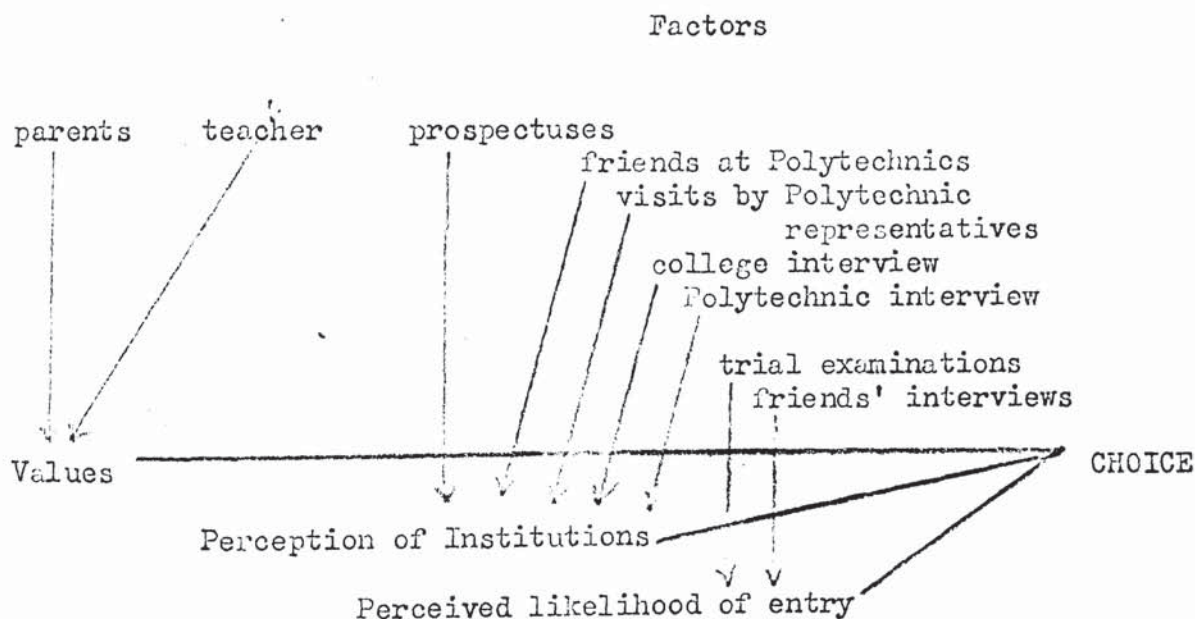 Factors
parents teacher prospectuses
friends at Polytechnics
visits by Polytechnic
representatives
college interview
Polytechnic interview
trial examinations
friends' interviews
Values CHOICE
Perception of Institutions
Perceived likelihood of entry